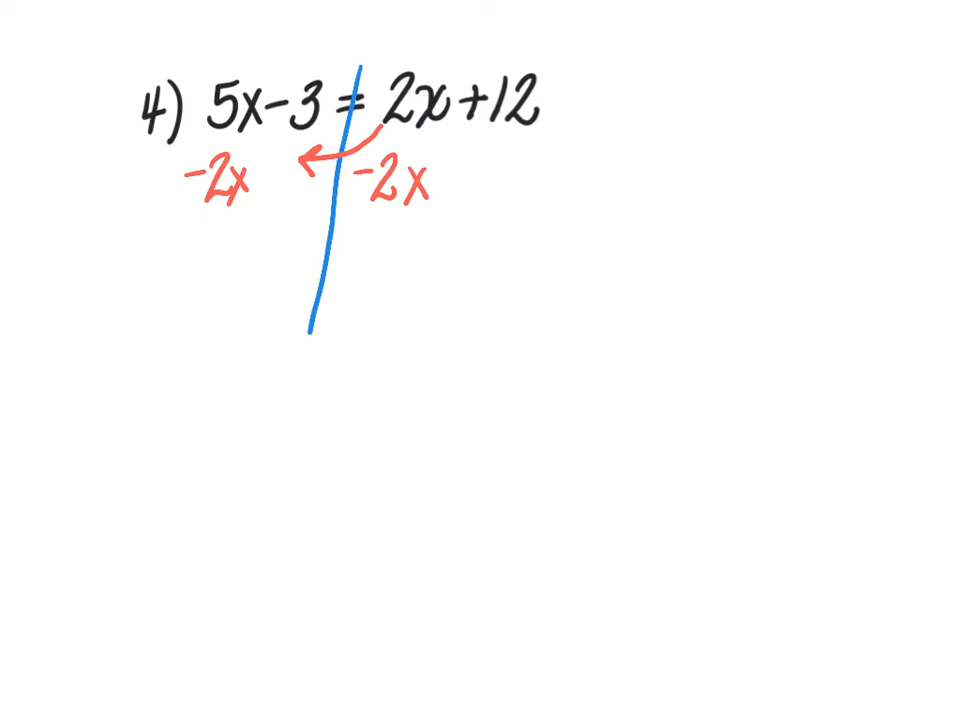 4) 5x-3 = 2x+12
-2x -2x